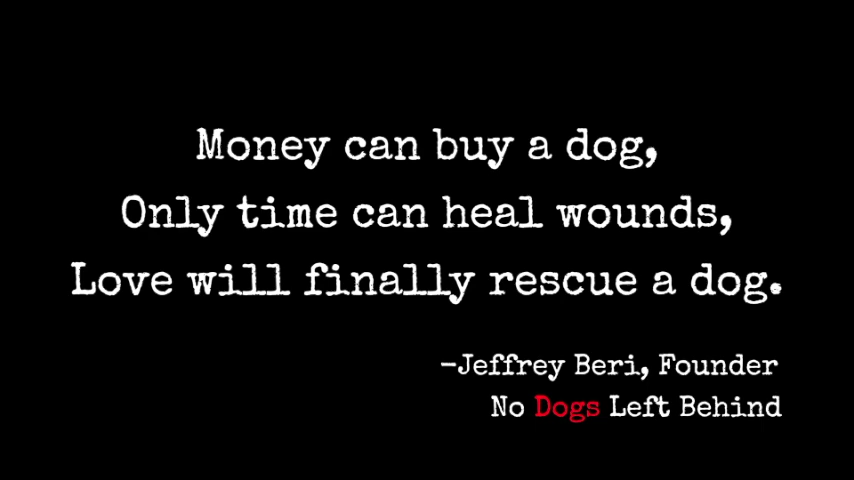 Money can buy a dog,
Only time can heal wounds,
Love will finally rescue a dog.
-Jeffrey Beri, Founder
No Dogs Left Behind